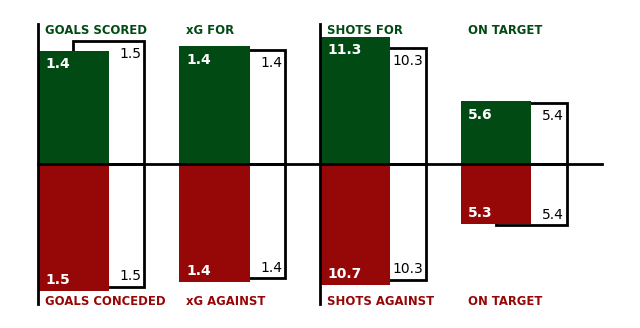 GOALS SCORED xG FOR SHOTS FOR ON TARGET
1.4 1.5 1.4 1.4 11.3 10.3 5.6 5.4
1.5 1.5 1.4 1.4 10.7 10.3 5.3 5.4
GOALS CONCEDED xG AGAINST SHOTS AGAINST ON TARGET